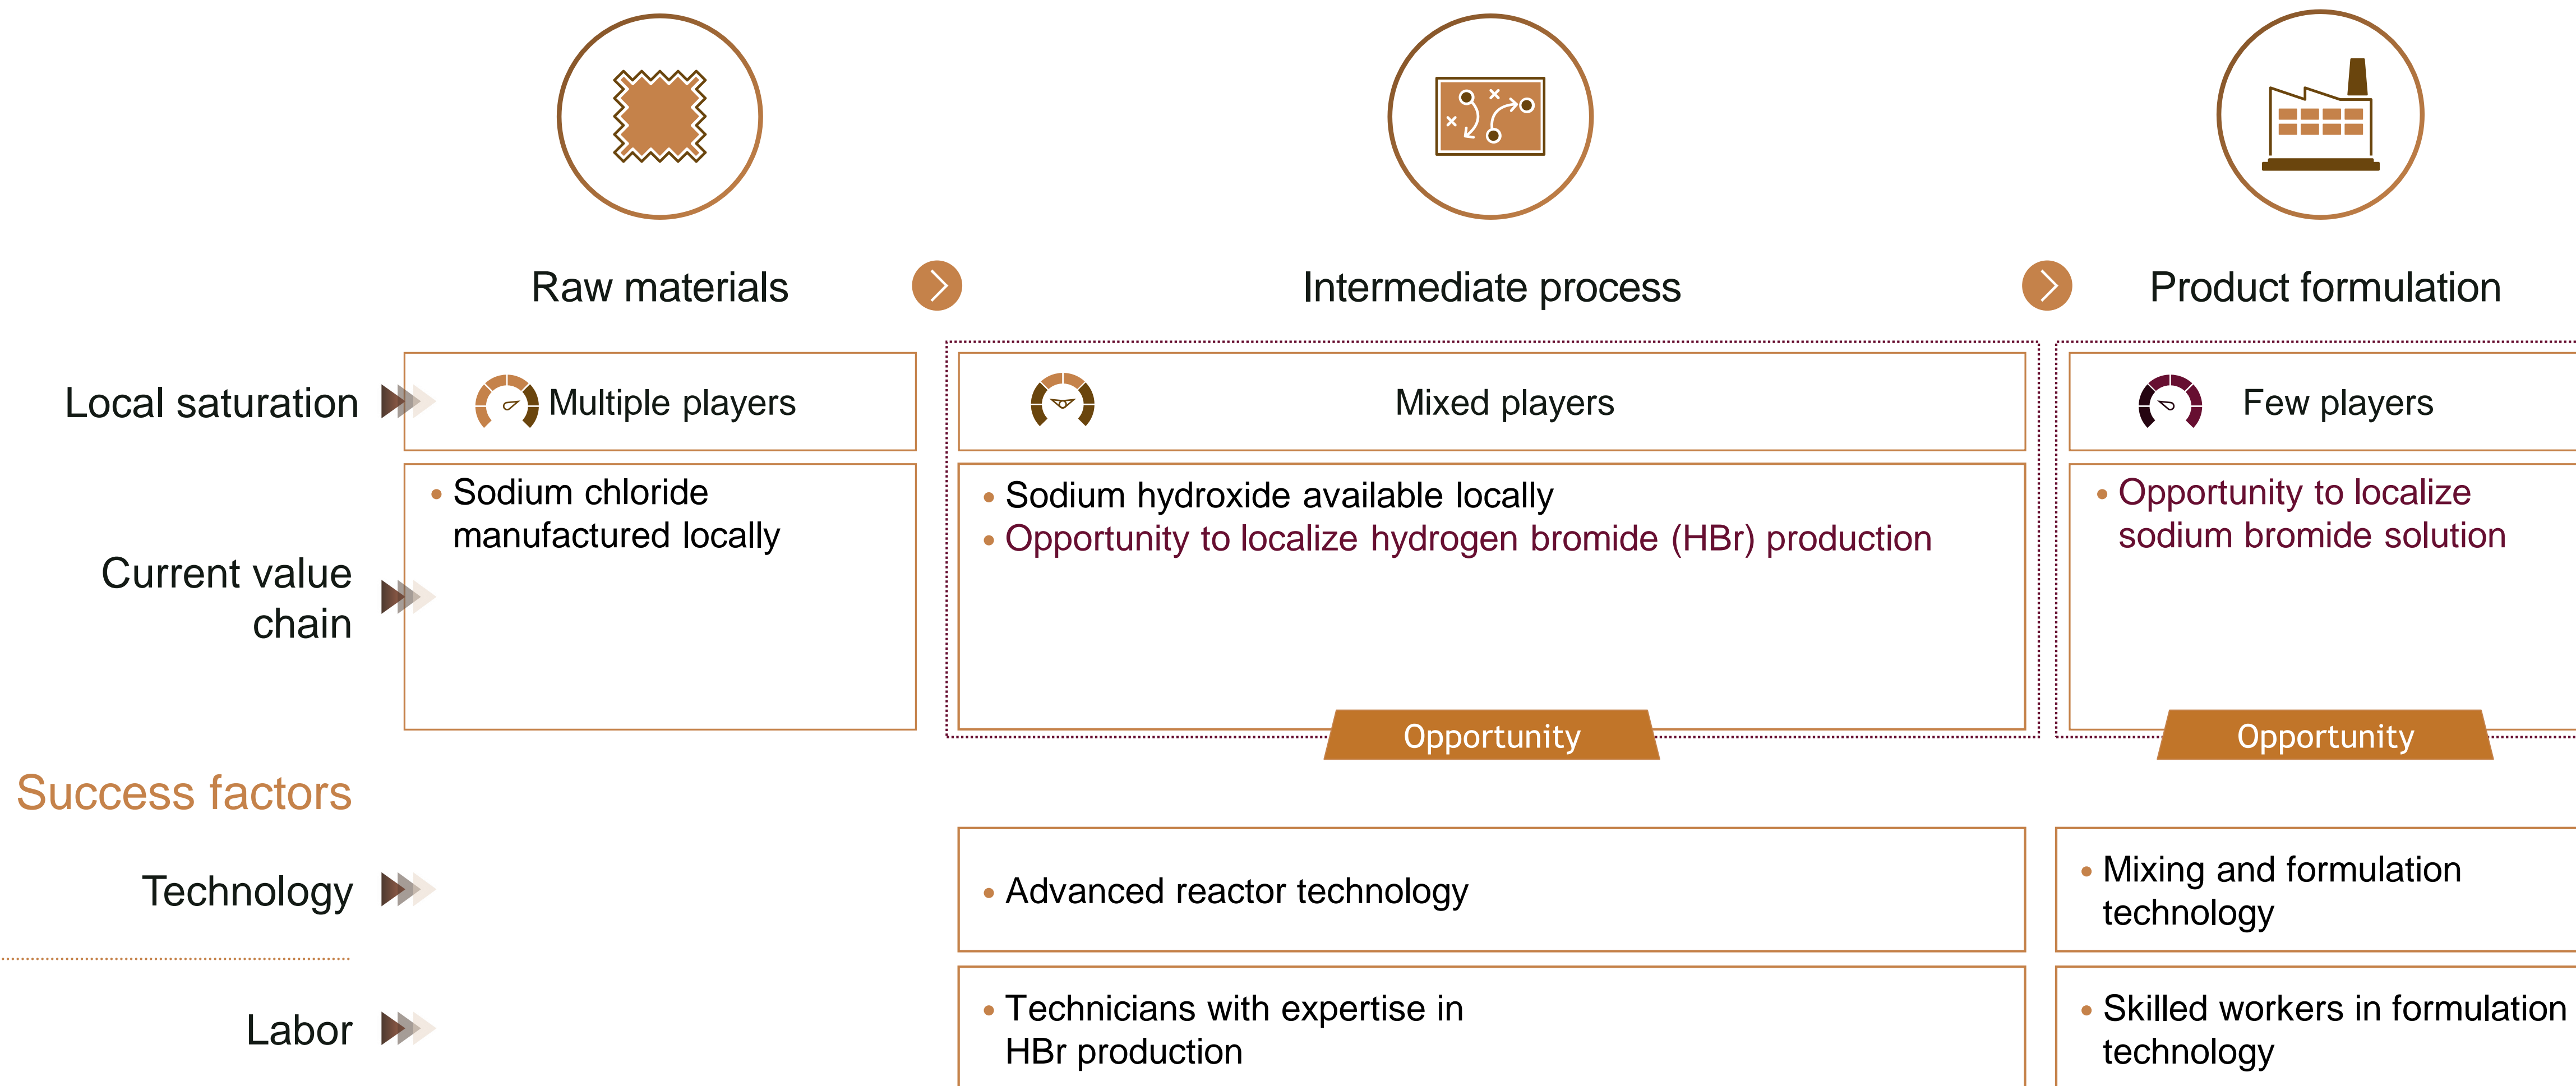 Raw materials
Intermediate process
Product formulation
Local saturation
Multiple players
Mixed players
Few players
Current value
chain
• Sodium chloride
manufactured locally
• Sodium hydroxide available locally
• Opportunity to localize hydrogen bromide (HBr) production
Opportunity
• Opportunity to localize
sodium bromide solution
Opportunity
Success factors
Technology
• Advanced reactor technology
• Mixing and formulation
technology
Labor
• Technicians with expertise in
HBr production
• Skilled workers in formulation
technology